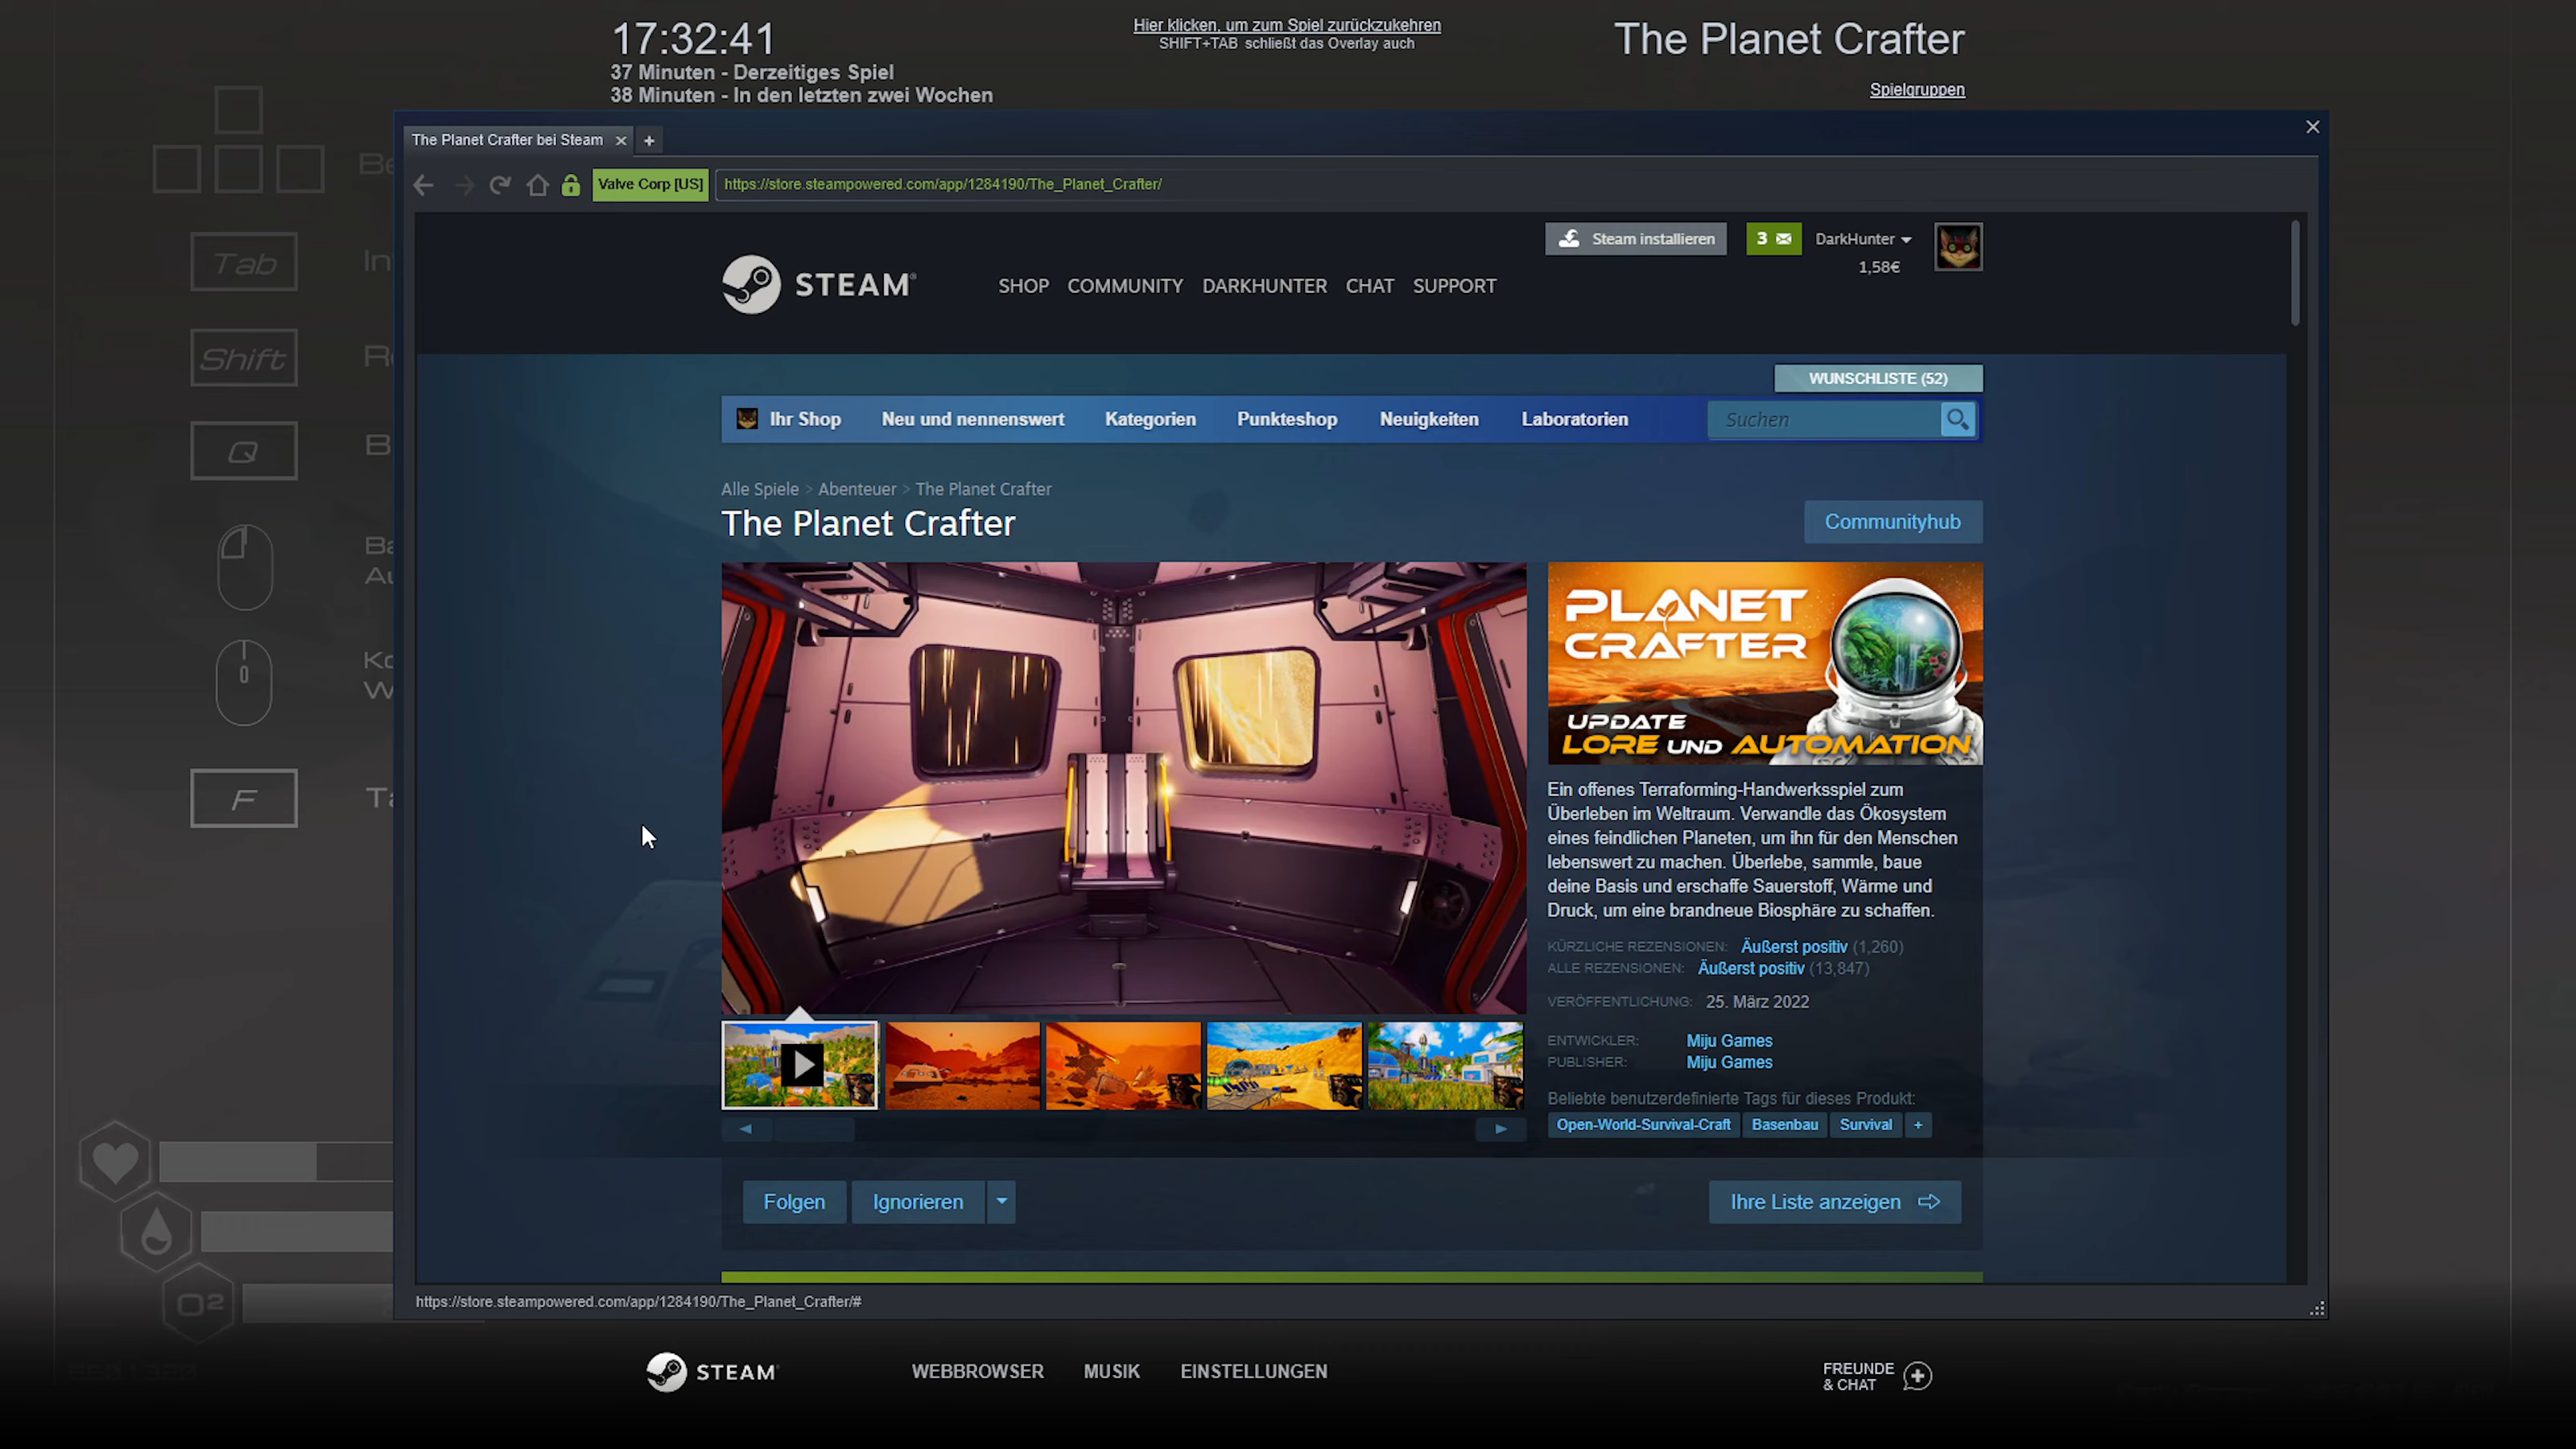 17:32:41
37 Minuten - Derzeitiges Spiel
38 Minuten - In den letzten zwei Wochen
Hier klicken, um zum Spiel zurückzukehren
SHIFT+TAB schließt das Overlay auch
The Planet Crafter
Spielgruppen
The Planet Crafter bei Steam
Valve Corp [US]
https://store.steampowered.com/app/1284190/The_Planet_Crafter/
Steam installieren
3
DarkHunter
1,58€
STEAM
SHOP COMMUNITY DARKHUNTER CHAT SUPPORT
WUNSCHLISTE (52)
Ihr Shop Neu und nennenswert Kategorien Punkteshop Neuigkeiten Laboratorien
Suchen
Alle Spiele > Abenteuer > The Planet Crafter
The Planet Crafter
Communityhub
PLANET
CRAFTER
UPDATE
LORE UND AUTOMATION
Ein offenes Terraforming-Handwerksspiel zum
Überleben im Weltraum. Verwandle das Ökosystem
eines feindlichen Planeten, um ihn für den Menschen
lebenswert zu machen. Überlebe, sammle, baue
deine Basis und erschaffe Sauerstoff, Wärme und
Druck, um eine brandneue Biosphäre zu schaffen.
KÜRZLICHE REZENSIONEN: Äußerst positiv (1,260)
ALLE REZENSIONEN: Äußerst positiv (13,847)
VERÖFFENTLICHUNG: 25. März 2022
ENTWICKLER: Miju Games
PUBLISHER: Miju Games
Beliebte benutzerdefinierte Tags für dieses Produkt:
Open-World-Survival-Craft Basenbau Survival +
Folgen Ignorieren
Ihre Liste anzeigen
https://store.steampowered.com/app/1284190/The_Planet_Crafter/#
Tab
Shift
Q
F
O2
STEAM
WEBBROWSER MUSIK EINSTELLUNGEN
FREUNDE
& CHAT